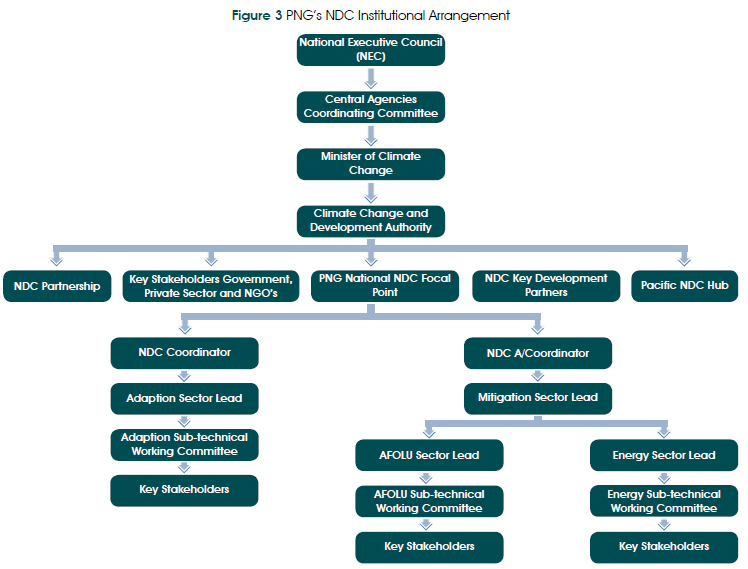 Figure 3 PNG's NDC Institutional Arrangement
National Executive Council
(NEC)
Central Agencies
Coordinating Committee
Minister of Climate
Change
Climate Change and
Development Authority
NDC Partnership
Key Stakeholders Government,
Private Sector and NGO's
PNG National NDC Focal
Point
NDC Key Development
Partners
Pacific NDC Hub
NDC Coordinator
NDC A/Coordinator
Adaption Sector Lead
Mitigation Sector Lead
Adaption Sub-technical
Working Committee
AFOLU Sector Lead
Energy Sector Lead
Key Stakeholders
AFOLU Sub-technical
Working Committee
Energy Sub-technical
Working Committee
Key Stakeholders
Key Stakeholders